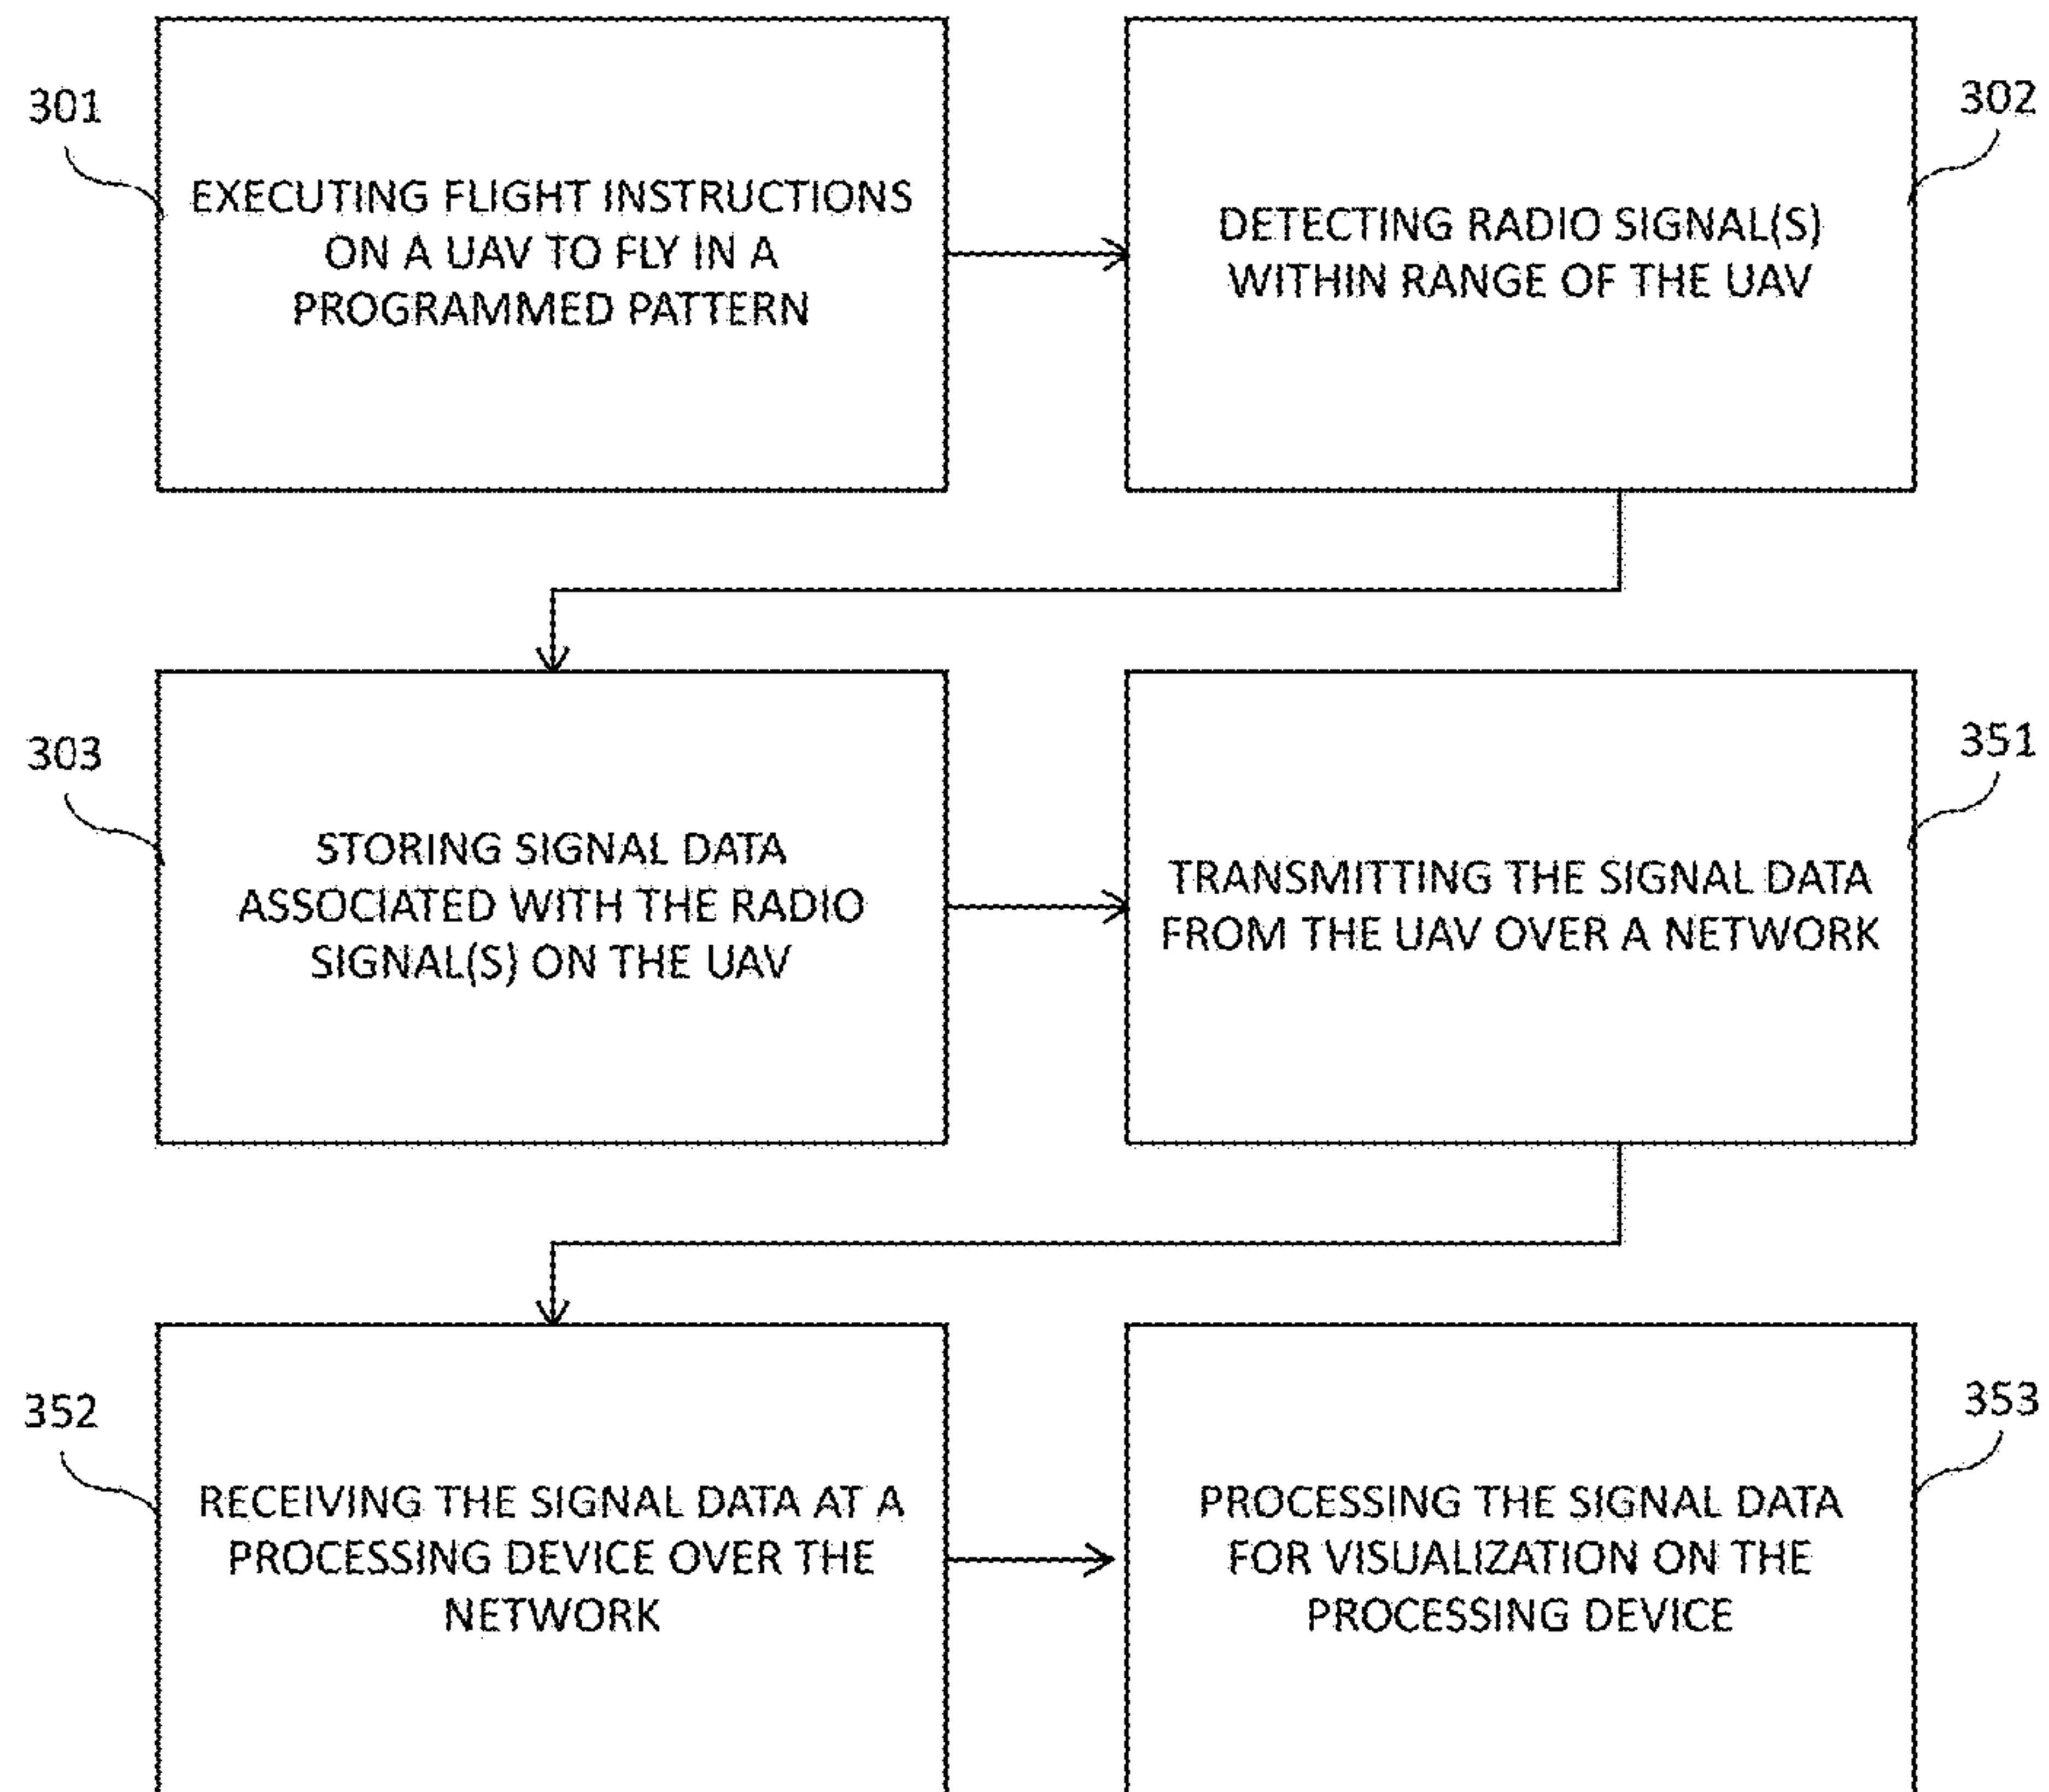 301
EXECUTING FLIGHT INSTRUCTIONS
ON A UAV TO FLY IN A
PROGRAMMED PATTERN
302
DETECTING RADIO SIGNAL(S)
WITHIN RANGE OF THE UAV
303
STORING SIGNAL DATA
ASSOCIATED WITH THE RADIO
SIGNAL(S) ON THE UAV
351
TRANSMITTING THE SIGNAL DATA
FROM THE UAV OVER A NETWORK
352
RECEIVING THE SIGNAL DATA AT A
PROCESSING DEVICE OVER THE
NETWORK
353
PROCESSING THE SIGNAL DATA
FOR VISUALIZATION ON THE
PROCESSING DEVICE